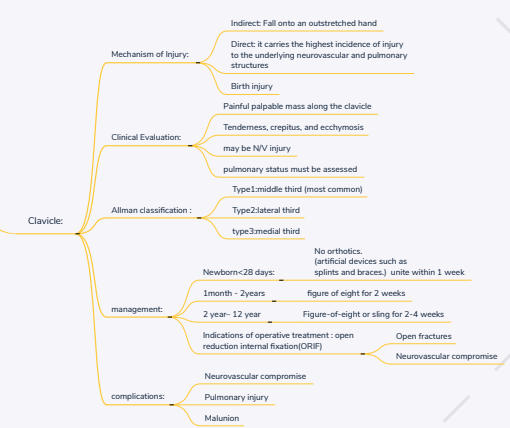 Clavicle:
Mechanism of Injury:
Indirect: Fall onto an outstretched hand
Direct: it carries the highest incidence of injury
to the underlying neurovascular and pulmonary
structures
Birth injury
Clinical Evaluation:
Painful palpable mass along the clavicle
Tenderness, crepitus, and ecchymosis
may be N/V injury
pulmonary status must be assessed
Allman classification :
Type1:middle third (most common)
Type2:lateral third
type3:medial third
management:
Newborn<28 days:
No orthotics.
(artificial devices such as
splints and braces.)  unite within 1 week
1month - 2years
figure of eight for 2 weeks
2 year– 12 year
Figure-of-eight or sling for 2-4 weeks
Indications of operative treatment : open
reduction internal fixation(ORIF)
Open fractures
Neurovascular compromise
complications:
Neurovascular compromise
Pulmonary injury
Malunion